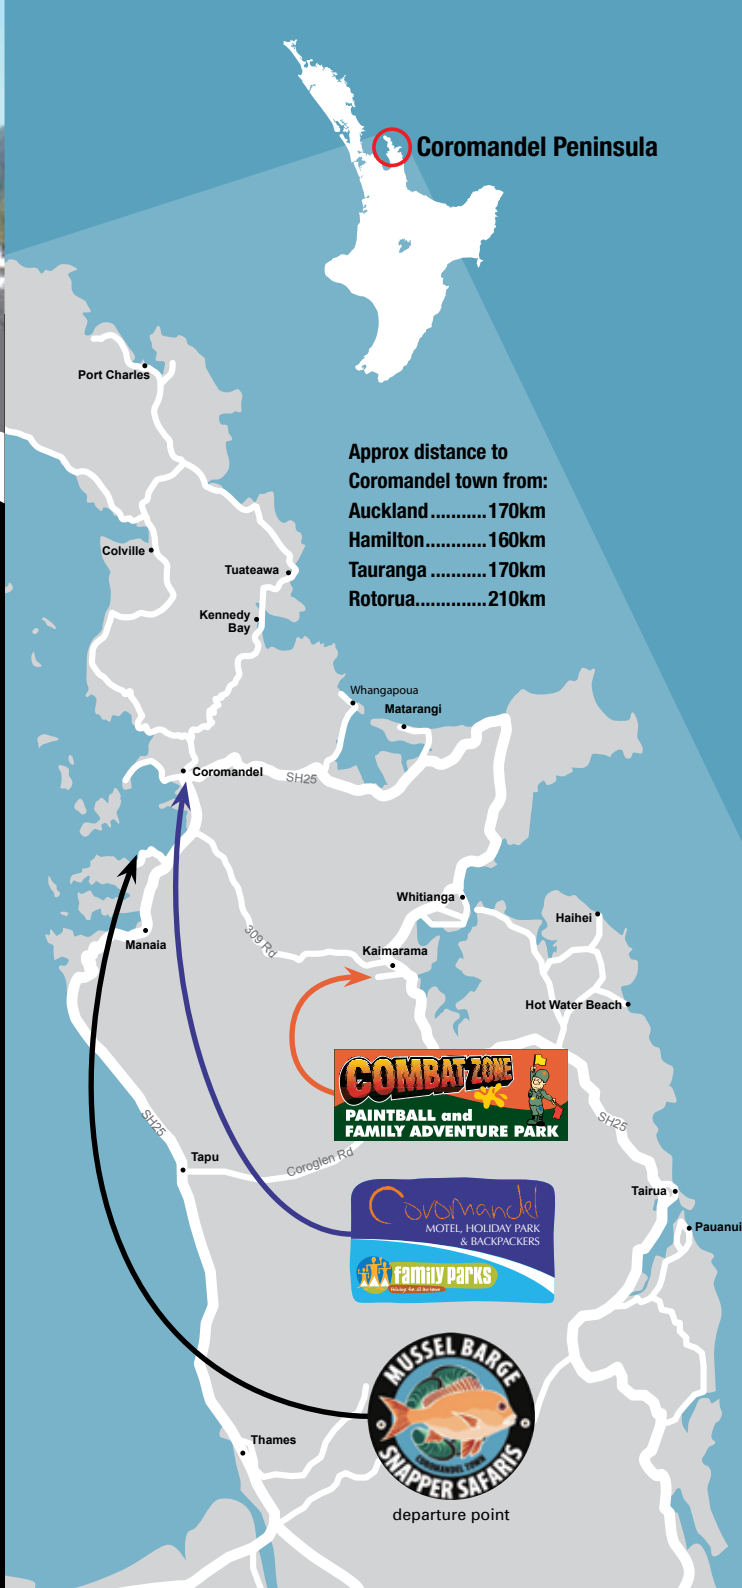 Coromandel Peninsula
Port Charles
Approx distance to
Coromandel town from:
Auckland...........170km
Hamilton............160km
Tauranga ...........170km
Rotorua..............210km
Colville
Tuateawa
Kennedy
Bay
Whangapoua
Matarangi
Coromandel
SH25
Whitianga
Haihei
309 Rd
Manaia
Kaimarama
Hot Water Beach
COMBAT ZONE
PAINTBALL and
FAMILY ADVENTURE PARK
SH25
SH25
Tapu
Coroglen Rd
Tairua
Pauanui
Coromandel
MOTEL, HOLIDAY PARK
& BACKPACKERS
family parks
MUSSEL BARGE
COROMANDEL TOWN
SNAPPER SAFARIS
Thames
departure point